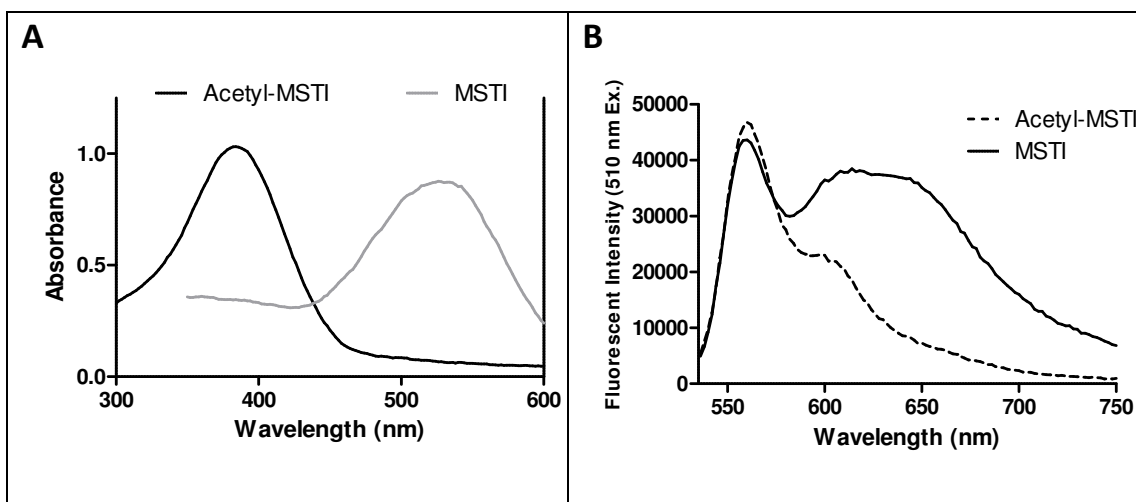 A
Acetyl-MSTI
MSTI
Absorbance
1.0
0.5
0.0
300
400
500
600
Wavelength (nm)
B
Acetyl-MSTI
MSTI
Fluorescent Intensity (510 nm Ex.)
50000
40000
30000
20000
10000
0
550
600
650
700
750
Wavelength (nm)